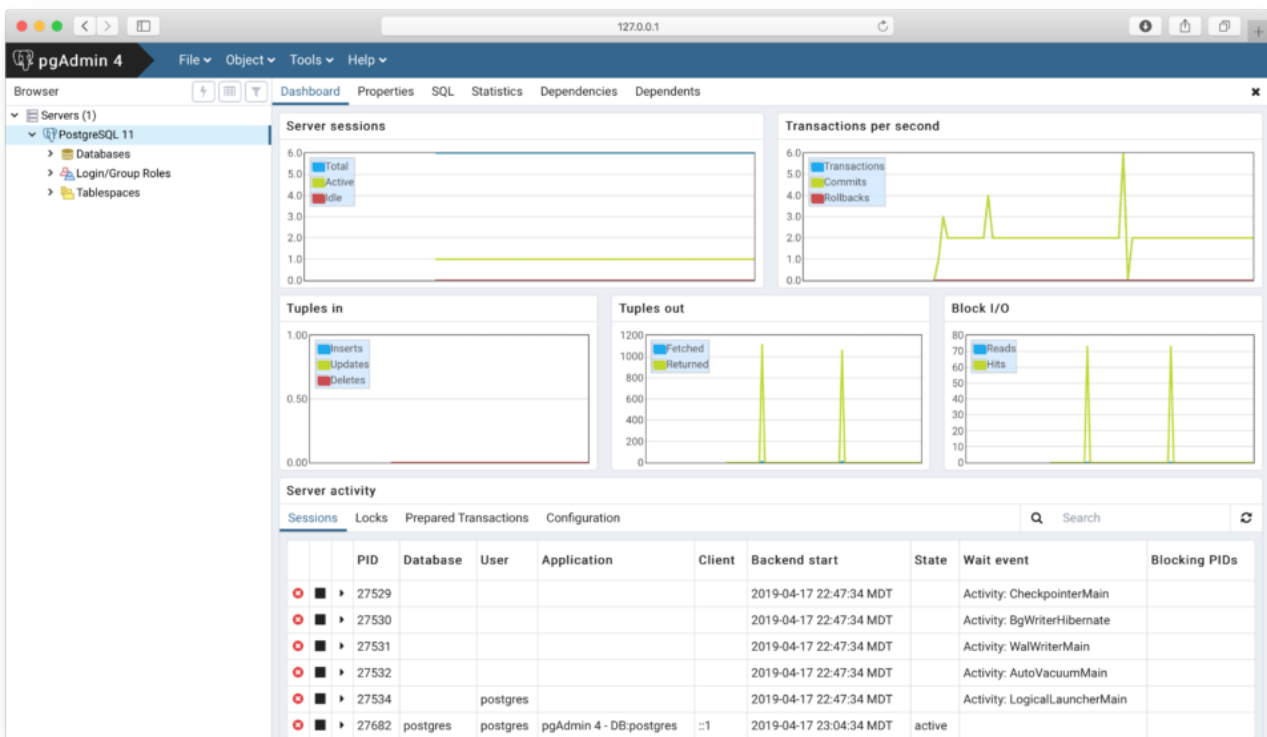 127.0.0.1
pgAdmin 4 File Object Tools Help
Browser Dashboard Properties SQL Statistics Dependencies Dependents
Servers (1)
PostgreSQL 11
Databases
Login/Group Roles
Tablespaces
Server sessions
6.0
5.0
4.0
3.0
2.0
1.0
0.0
Total
Active
Idle
Transactions per second
6.0
5.0
4.0
3.0
2.0
1.0
0.0
Transactions
Commits
Rollbacks
Tuples in
1.00
0.50
0.00
Inserts
Updates
Deletes
Tuples out
1200
1000
800
600
400
200
0
Fetched
Returned
Block I/O
80
70
60
50
40
30
20
10
0
Reads
Hits
Server activity
Sessions Locks Prepared Transactions Configuration Search
PID Database User Application Client Backend start State Wait event Blocking PIDs
27529 2019-04-17 22:47:34 MDT Activity: CheckpointerMain
27530 2019-04-17 22:47:34 MDT Activity: BgWriterHibernate
27531 2019-04-17 22:47:34 MDT Activity: WalWriterMain
27532 2019-04-17 22:47:34 MDT Activity: AutoVacuumMain
27534 postgres 2019-04-17 22:47:34 MDT Activity: LogicalLauncherMain
27682 postgres postgres pgAdmin 4 - DB:postgres ::1 2019-04-17 23:04:34 MDT active